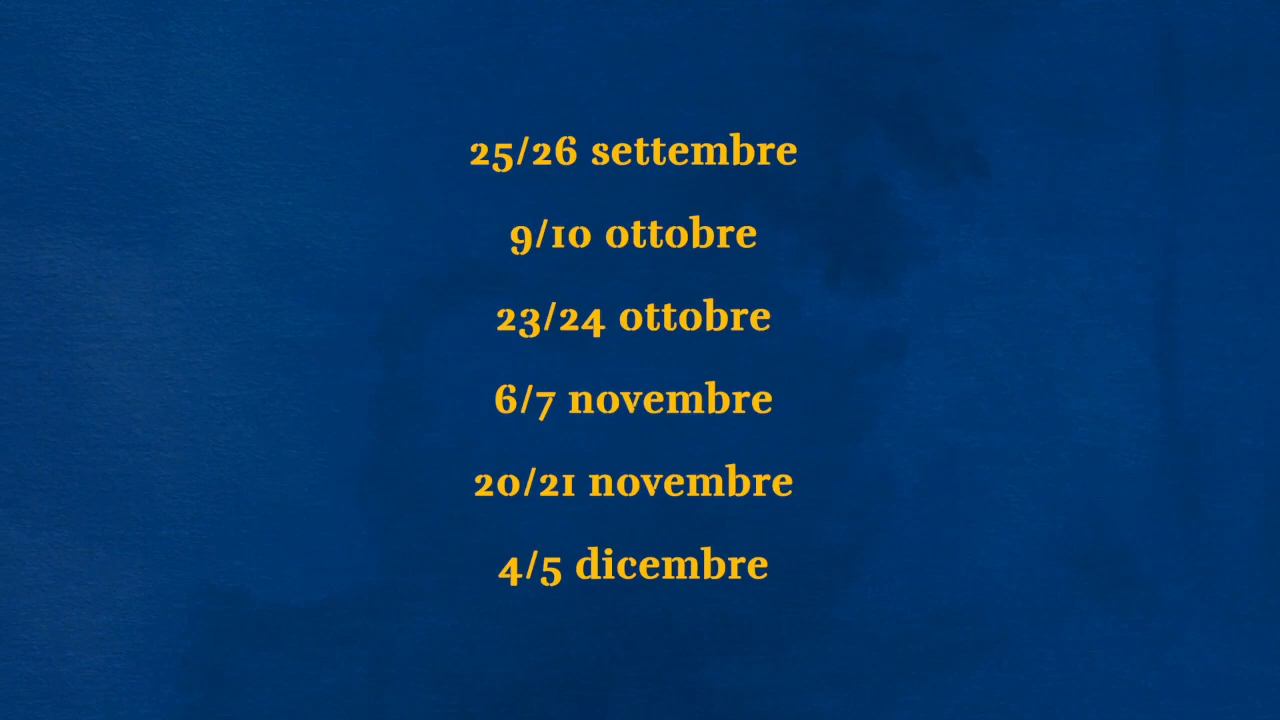 25/26 settembre
9/10 ottobre
23/24 ottobre
6/7 novembre
20/21 novembre
4/5 dicembre